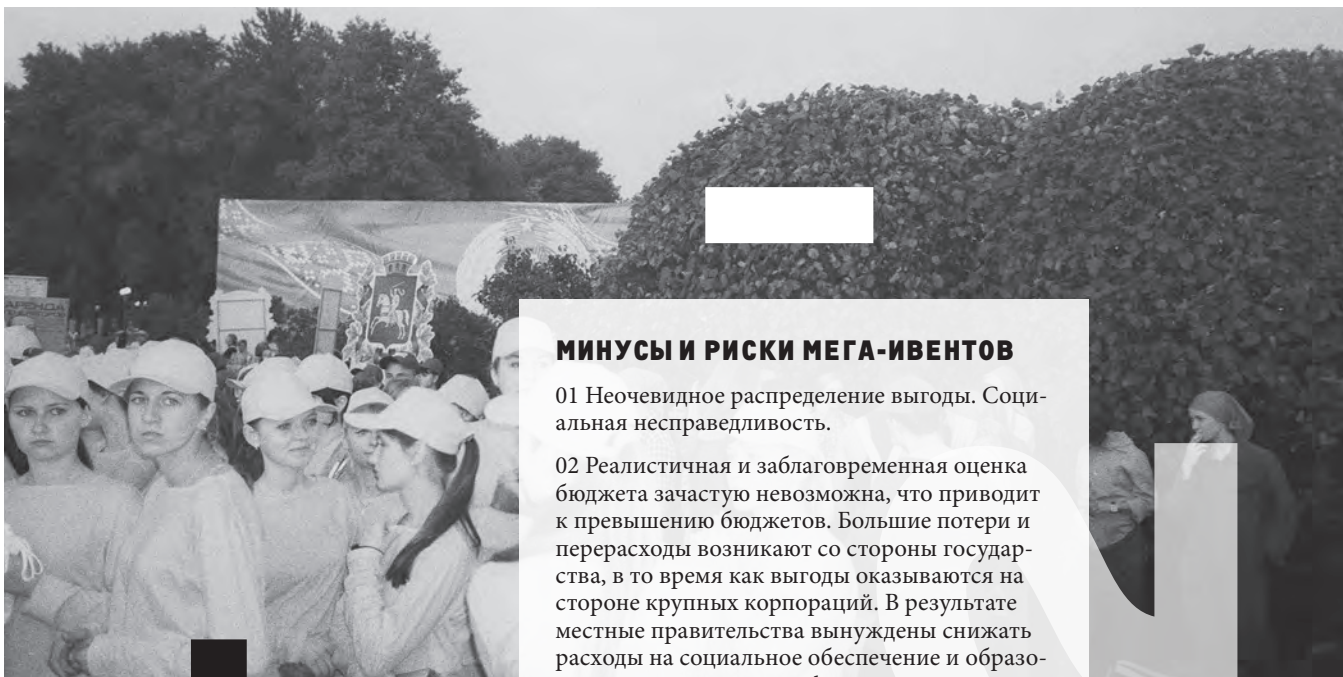 АРЕНДА
МИНУСЫ И РИСКИ МЕГА-ИВЕНТОВ
01 Неочевидное распределение выгоды. Соци-
альная несправедливость.
02 Реалистичная и заблаговременная оценка
бюджета зачастую невозможна, что приводит
к превышению бюджетов. Большие потери и
перерасходы возникают со стороны государ-
ства, в то время как выгоды оказываются на
стороне крупных корпораций. В результате
местные правительства вынуждены снижать
расходы на социальное обеспечение и образо-